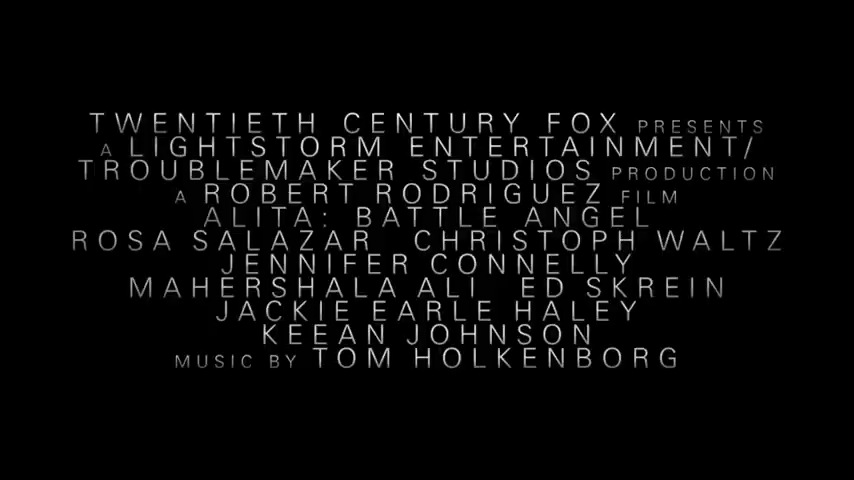 TWENTIETH CENTURY FOX PRESENTS
A LIGHTSTORM ENTERTAINMENT/
TROUBLEMAKER STUDIOS PRODUCTION
A ROBERT RODRIGUEZ FILM
ALITA: BATTLE ANGEL
ROSA SALAZAR CHRISTOPH WALTZ
JENNIFER CONNELLY
MAHERSHALA ALI ED SKREIN
JACKIE EARLE HALEY
KEEAN JOHNSON
MUSIC BY TOM HOLKENBORG